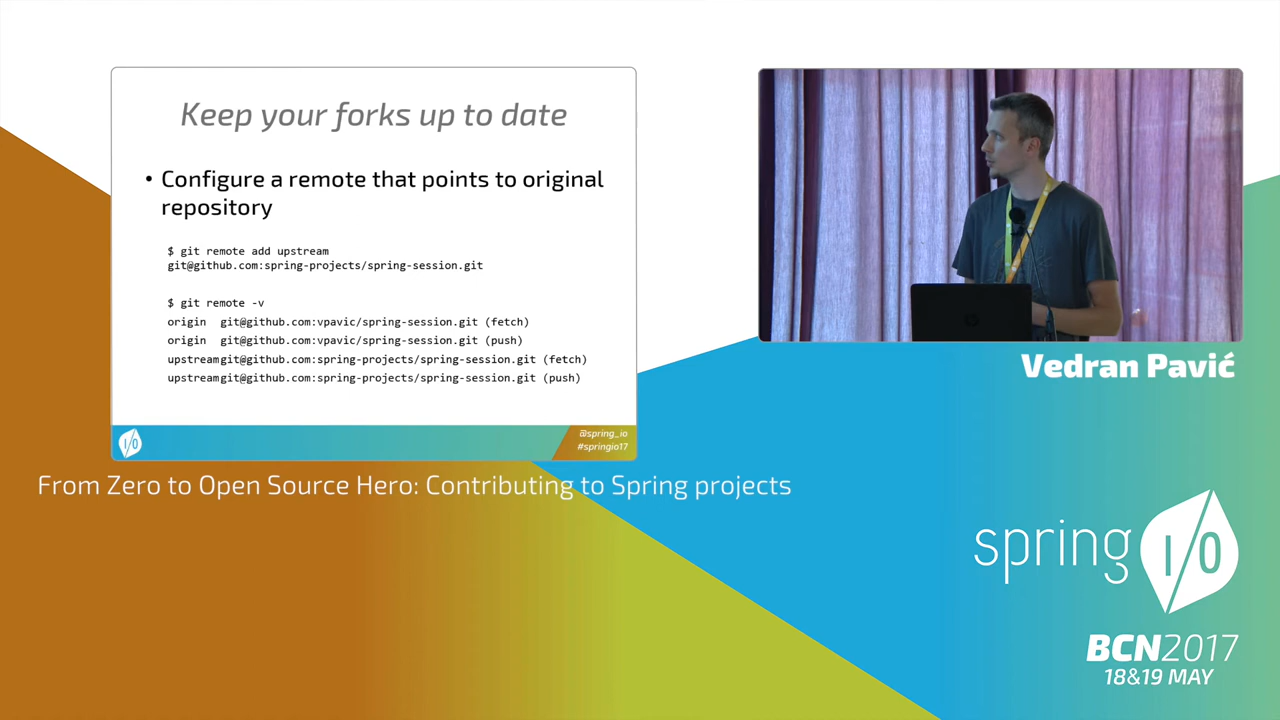 Keep your forks up to date
• Configure a remote that points to original
repository
$ git remote add upstream
git@github.com:spring-projects/spring-session.git
$ git remote -v
origin git@github.com:vpavic/spring-session.git (fetch)
origin git@github.com:vpavic/spring-session.git (push)
upstreamgit@github.com:spring-projects/spring-session.git (fetch)
upstreamgit@github.com:spring-projects/spring-session.git (push)
I/O
@spring_io
#springio17
Vedran Pavić
From Zero to Open Source Hero: Contributing to Spring projects
spring I/O
BCN2017
18&19 MAY